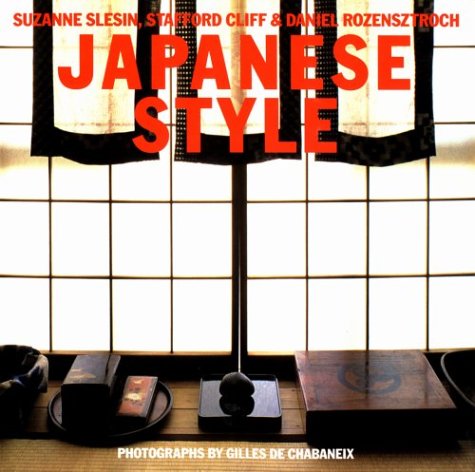 SUZANNE SLESIN, STAFFORD CLIFF & DANIEL ROZENSZTROCH
JAPANESE
STYLE
PHOTOGRAPHS BY GILLES DE CHABANEIX